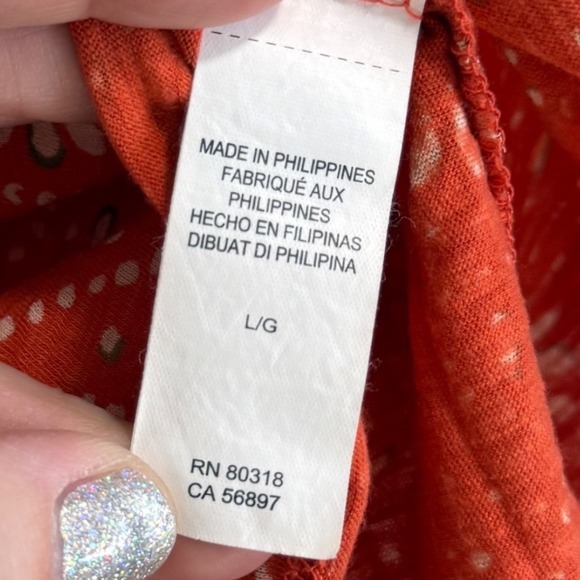 MADE IN PHILIPPINES
FABRIQUÉ AUX
PHILIPPINES
HECHO EN FILIPINAS
DIBUAT DI PHILIPINA
L/G
RN 80318
CA 56897